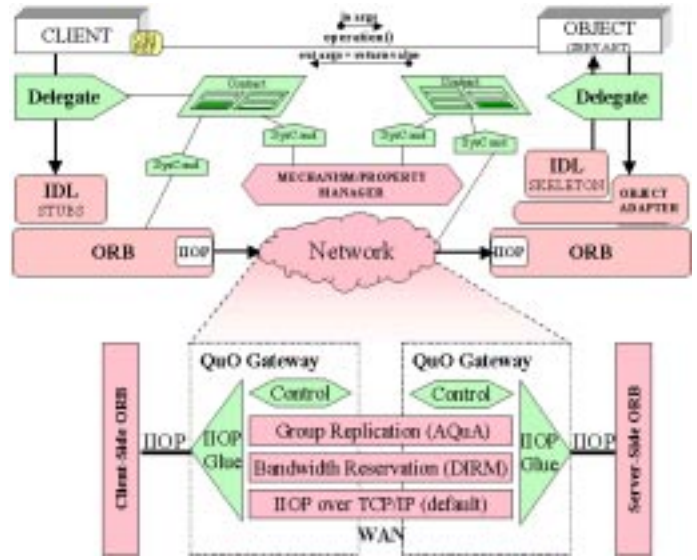 in args
CLIENT
operation()
OBJECT
(SERVANT)
out args + return value
OBJ
REF
Delegate
Contract
Contract
Delegate
SysCond
SysCond
SysCond
SysCond
MECHANISM/PROPERTY
MANAGER
IDL
STUBS
IDL
SKELETON
OBJECT
ADAPTER
ORB
IIOP
Network
IIOP
ORB
QuO Gateway
QuO Gateway
Control
Control
Client-Side ORB
IIOP
IIOP
Glue
Group Replication (AQuA)
Bandwidth Reservation (DIRM)
IIOP over TCP/IP (default)
IIOP
Glue
IIOP
Server-Side ORB
WAN